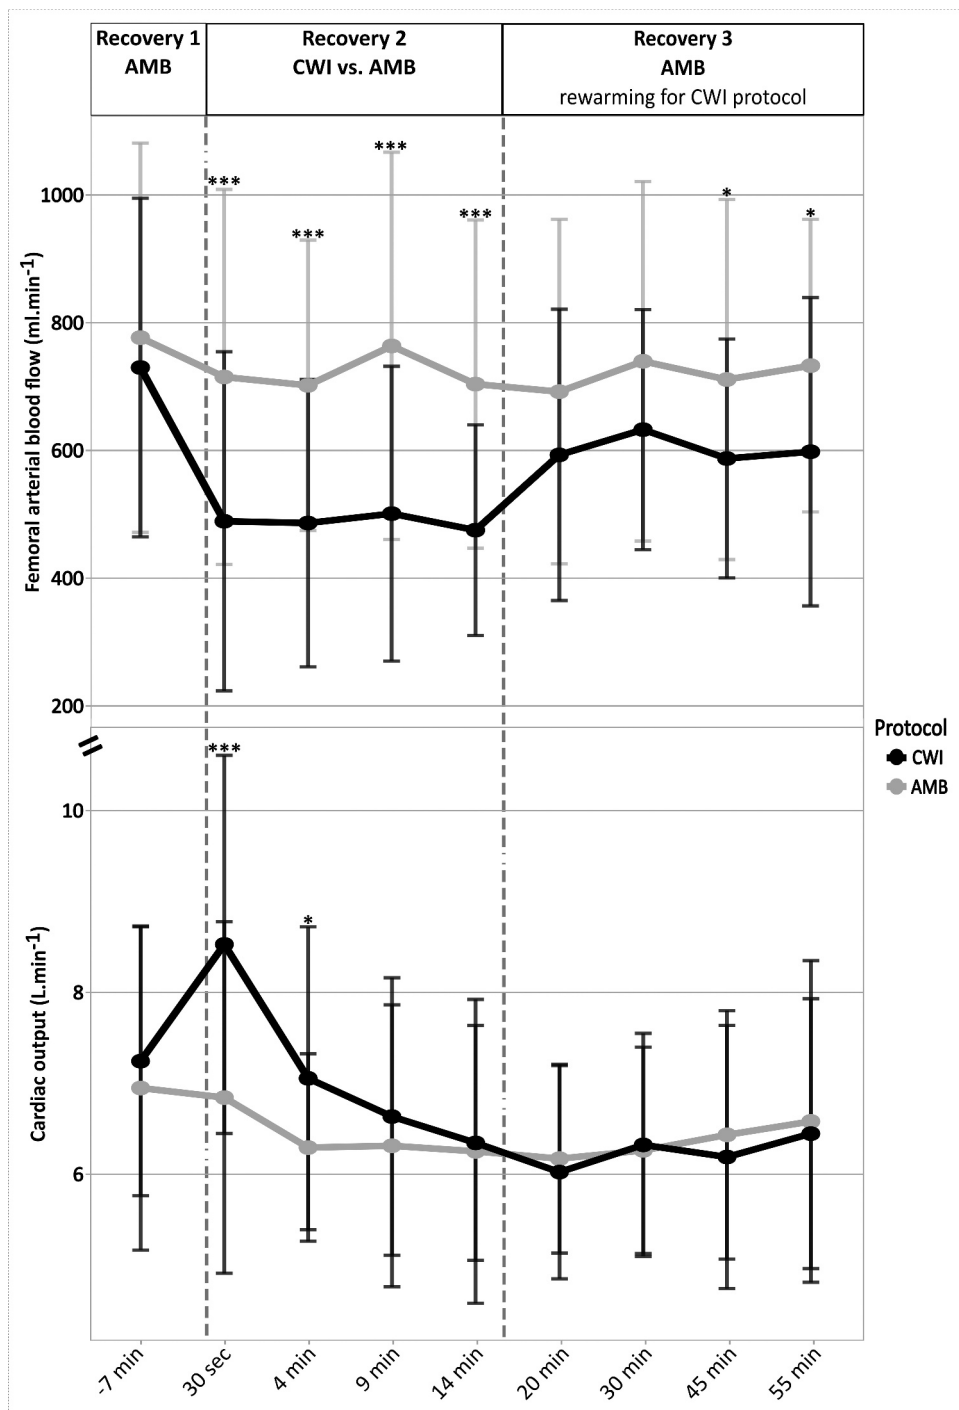 Recovery 1
AMB
Recovery 2
CWI vs. AMB
Recovery 3
AMB
rewarming for CWI protocol
Femoral arterial blood flow (ml.min-1)
1000
800
600
400
200
***
***
***
***
*
*
Cardiac output (L.min-1)
10
8
6
***
*
Protocol
CWI
AMB
-7 min
30 sec
4 min
9 min
14 min
20 min
30 min
45 min
55 min